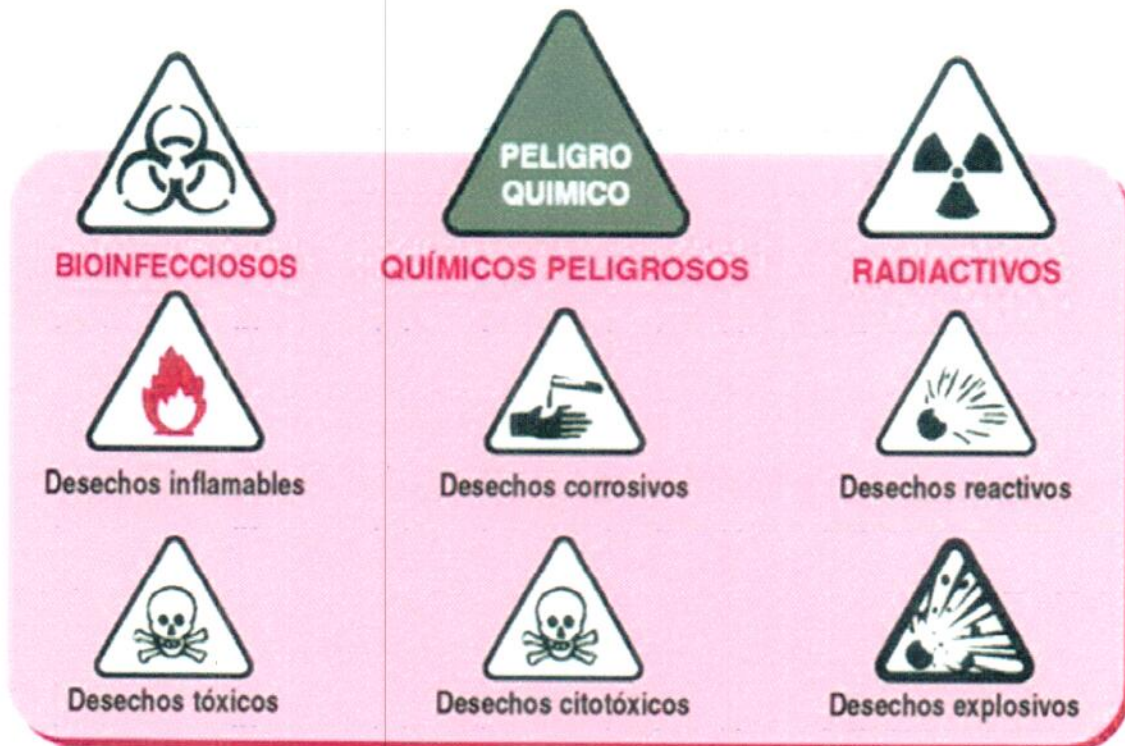 PELIGRO
QUIMICO
BIOINFECCIOSOS
QUÍMICOS PELIGROSOS
RADIACTIVOS
Desechos inflamables
Desechos corrosivos
Desechos reactivos
Desechos tóxicos
Desechos citotóxicos
Desechos explosivos